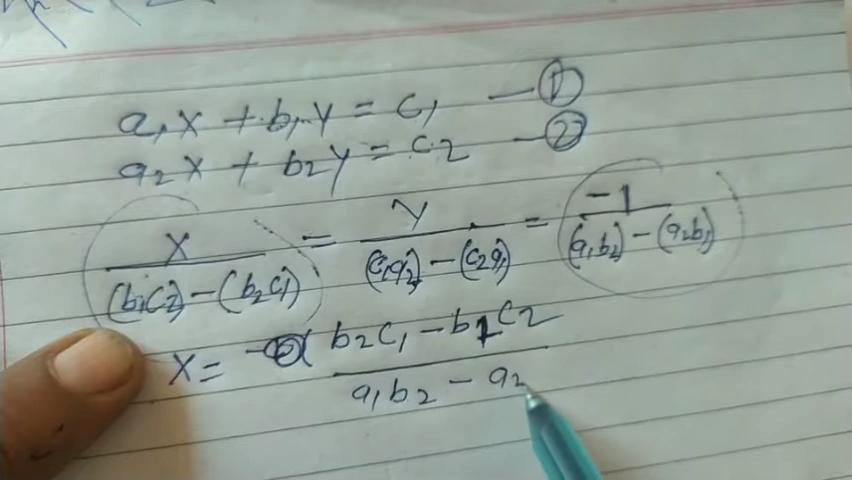 a₁x + b₁y = c₁ — ①
a₂x + b₂y = c₂ — ②
x / (b₁c₂) - (b₂c₁) = y / (c₁a₂) - (c₂a₁) = -1 / (a₁b₂) - (a₂b₁)
x = b₂c₁ - b₁c₂ / a₁b₂ - a₂